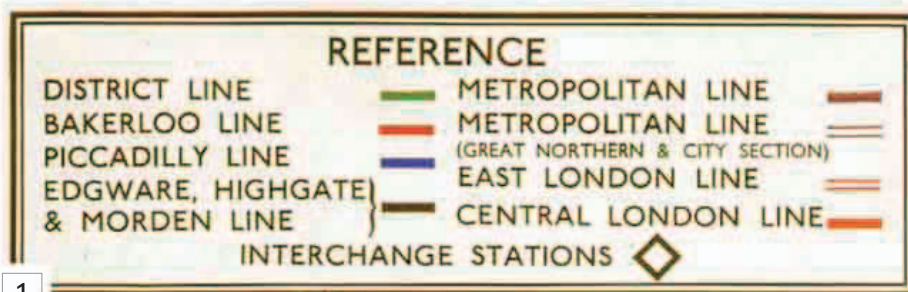 REFERENCE
DISTRICT LINE
BAKERLOO LINE
PICCADILLY LINE
EDGWARE, HIGHGATE
& MORDEN LINE
METROPOLITAN LINE
METROPOLITAN LINE
(GREAT NORTHERN & CITY SECTION)
EAST LONDON LINE
CENTRAL LONDON LINE
INTERCHANGE STATIONS
1